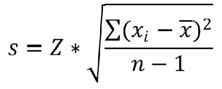 s = Z * √(∑(xᵢ − x̅)² / (n − 1))